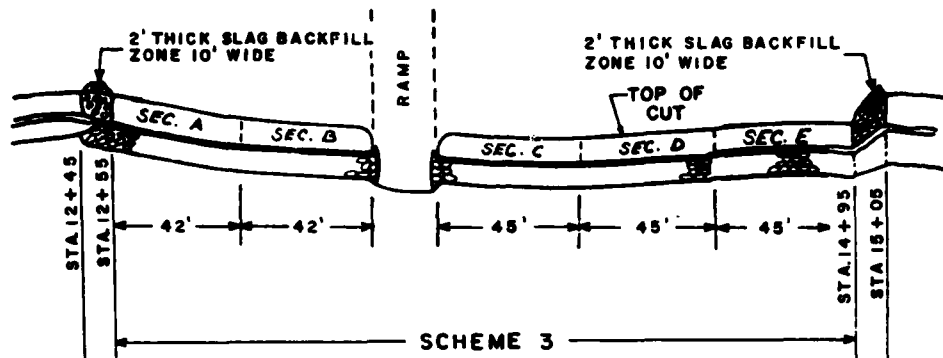 2' THICK SLAG BACKFILL
ZONE 10' WIDE
RAMP
2' THICK SLAG BACKFILL
ZONE 10' WIDE
TOP OF
CUT
SEC. A
SEC. B
SEC. C
SEC. D
SEC. E
STA. 12+45
STA. 12+55
42'
42'
45'
45'
45'
STA. 14+95
STA. 15+05
SCHEME 3